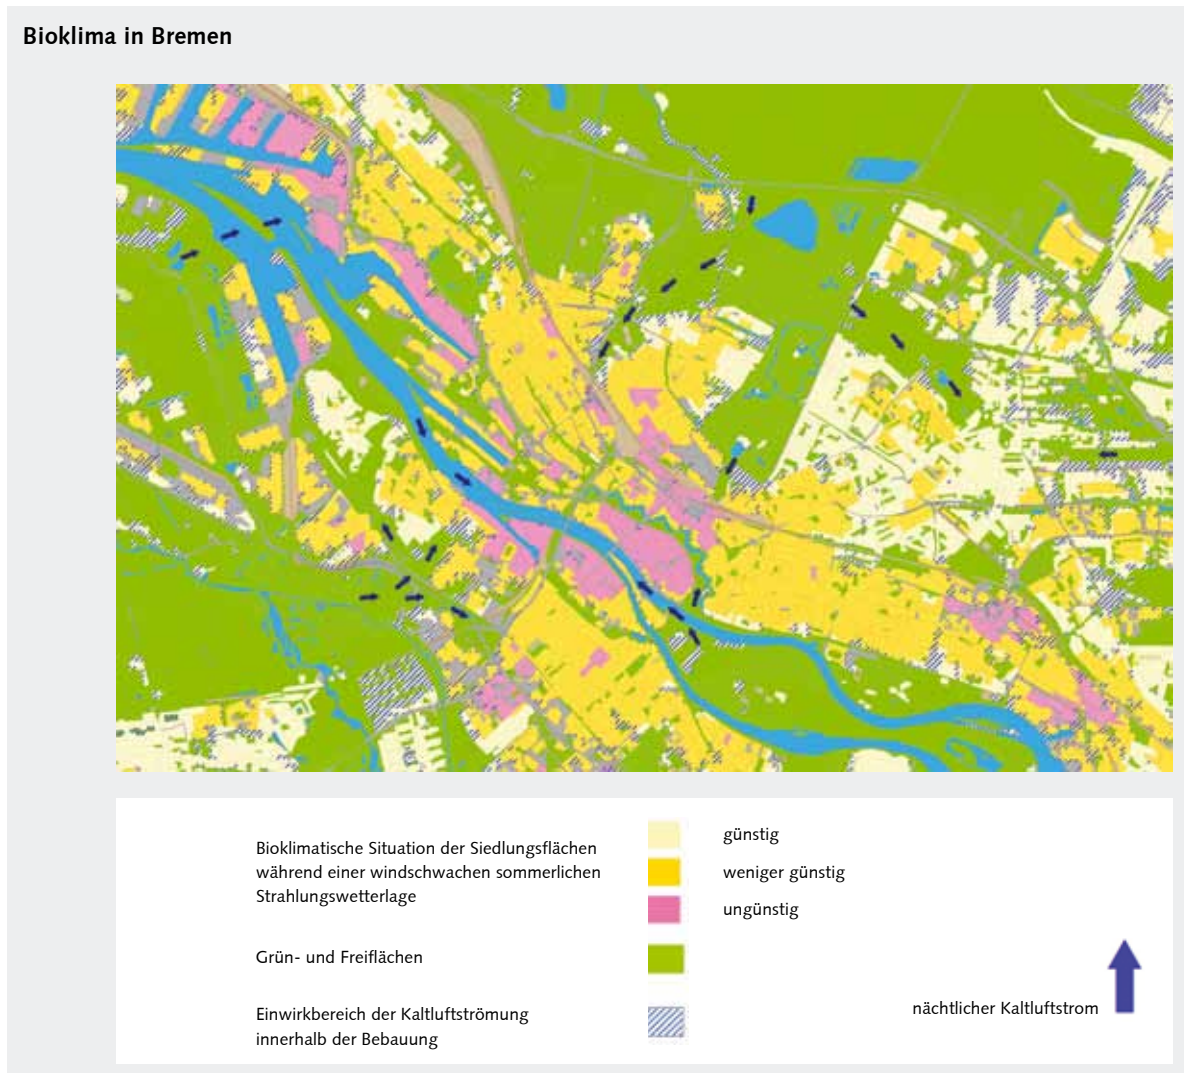 Bioklima in Bremen
Bioklimatische Situation der Siedlungsflächen
während einer windschwachen sommerlichen
Strahlungswetterlage
günstig
weniger günstig
ungünstig
Grün- und Freiflächen
Einwirkbereich der Kaltluftströmung
innerhalb der Bebauung
nächtlicher Kaltluftstrom